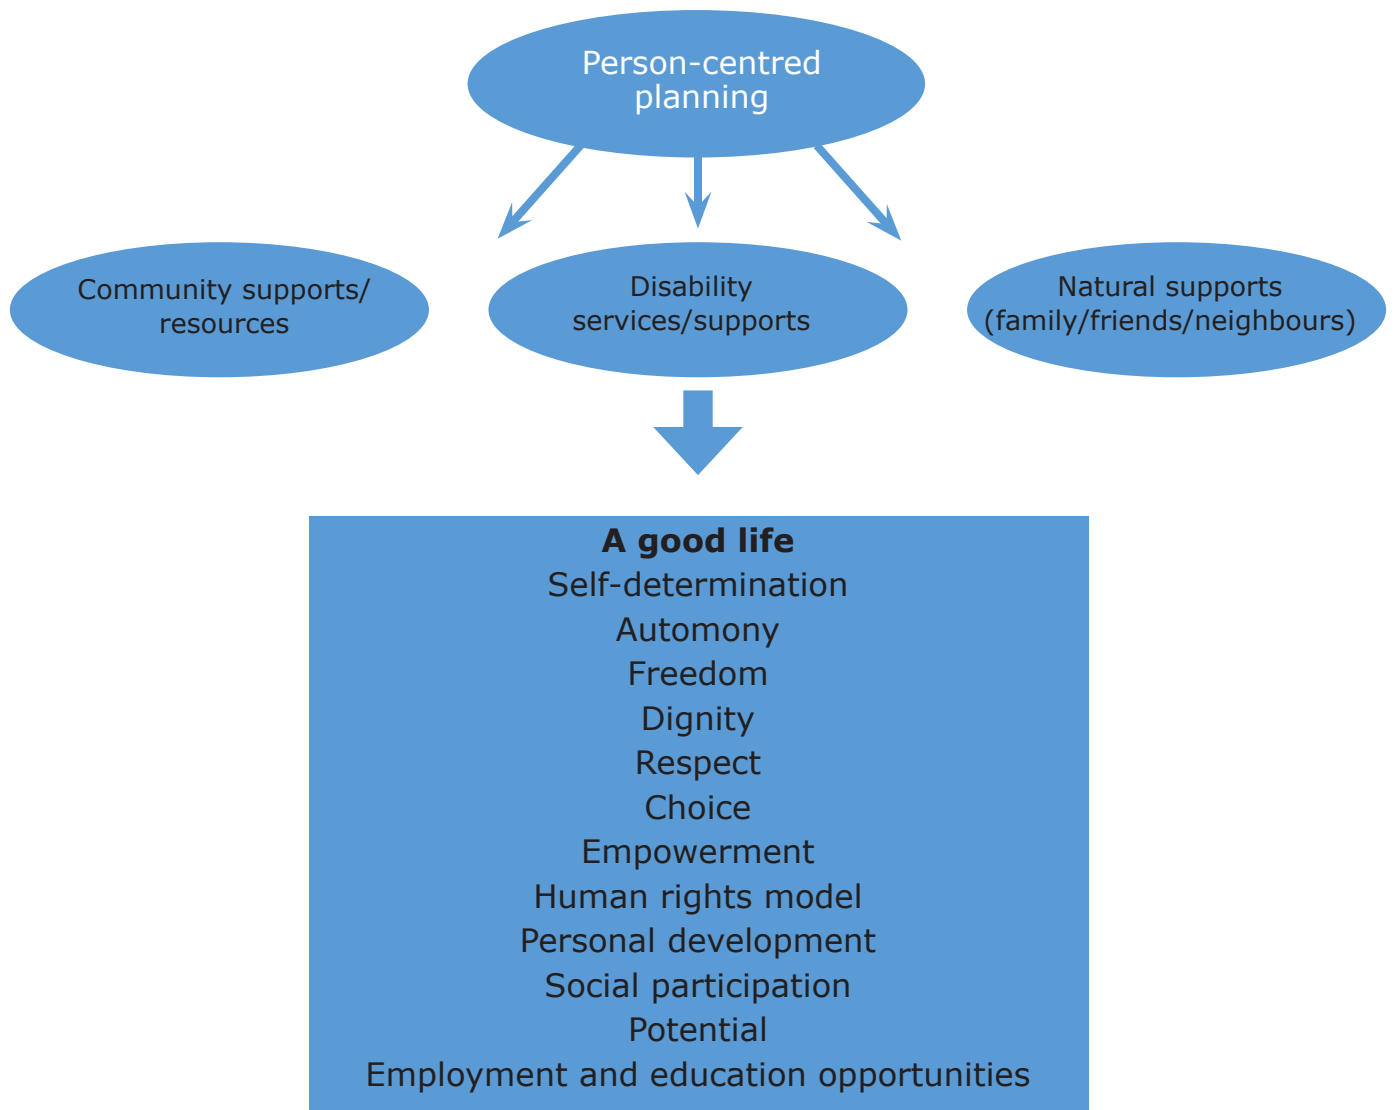 Person-centred
planning
Community supports/
resources
Disability
services/supports
Natural supports
(family/friends/neighbours)
A good life
Self-determination
Automony
Freedom
Dignity
Respect
Choice
Empowerment
Human rights model
Personal development
Social participation
Potential
Employment and education opportunities